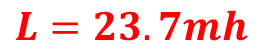 L = 23.7mh